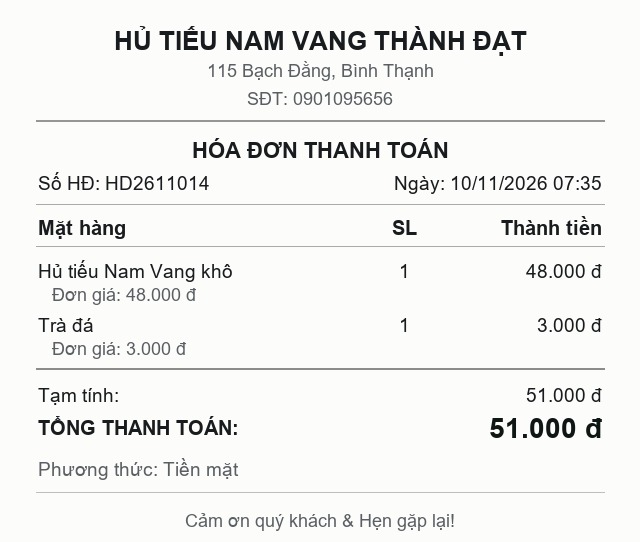 HỦ TIẾU NAM VANG THÀNH ĐẠT
115 Bạch Đằng, Bình Thạnh
SĐT: 0901095656
HÓA ĐƠN THANH TOÁN
Số HĐ: HD2611014 Ngày: 10/11/2026 07:35
Mặt hàng SL Thành tiền
Hủ tiếu Nam Vang khô 1 48.000 đ
Đơn giá: 48.000 đ
Trà đá 1 3.000 đ
Đơn giá: 3.000 đ
Tạm tính: 51.000 đ
TỔNG THANH TOÁN: 51.000 đ
Phương thức: Tiền mặt
Cảm ơn quý khách & Hẹn gặp lại!